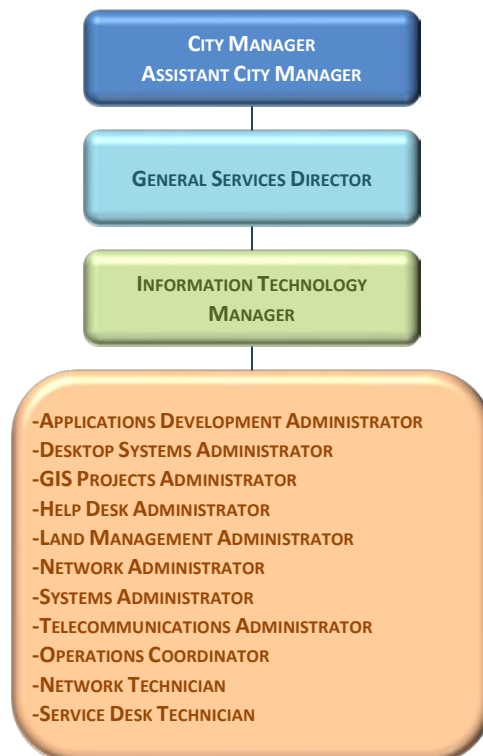 CITY MANAGER
ASSISTANT CITY MANAGER
GENERAL SERVICES DIRECTOR
INFORMATION TECHNOLOGY
MANAGER
-APPLICATIONS DEVELOPMENT ADMINISTRATOR
-DESKTOP SYSTEMS ADMINISTRATOR
-GIS PROJECTS ADMINISTRATOR
-HELP DESK ADMINISTRATOR
-LAND MANAGEMENT ADMINISTRATOR
-NETWORK ADMINISTRATOR
-SYSTEMS ADMINISTRATOR
-TELECOMMUNICATIONS ADMINISTRATOR
-OPERATIONS COORDINATOR
-NETWORK TECHNICIAN
-SERVICE DESK TECHNICIAN